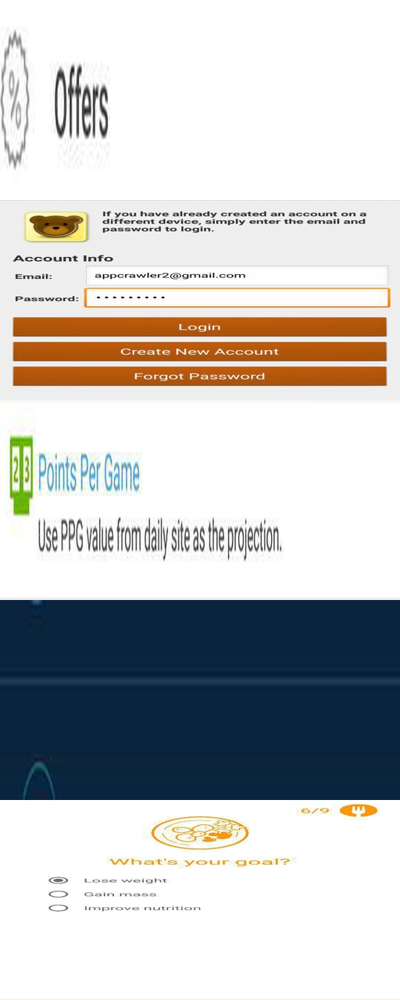 %
Offers
If you have already created an account on a
different device, simply enter the email and
password to login.
Account Info
Email:
appcrawler2@gmail.com
Password:
•••••••••
Login
Create New Account
Forgot Password
2 3
Points Per Game
Use PPG value from daily site as the projection.
6/9
What's your goal?
Lose weight
Gain mass
Improve nutrition